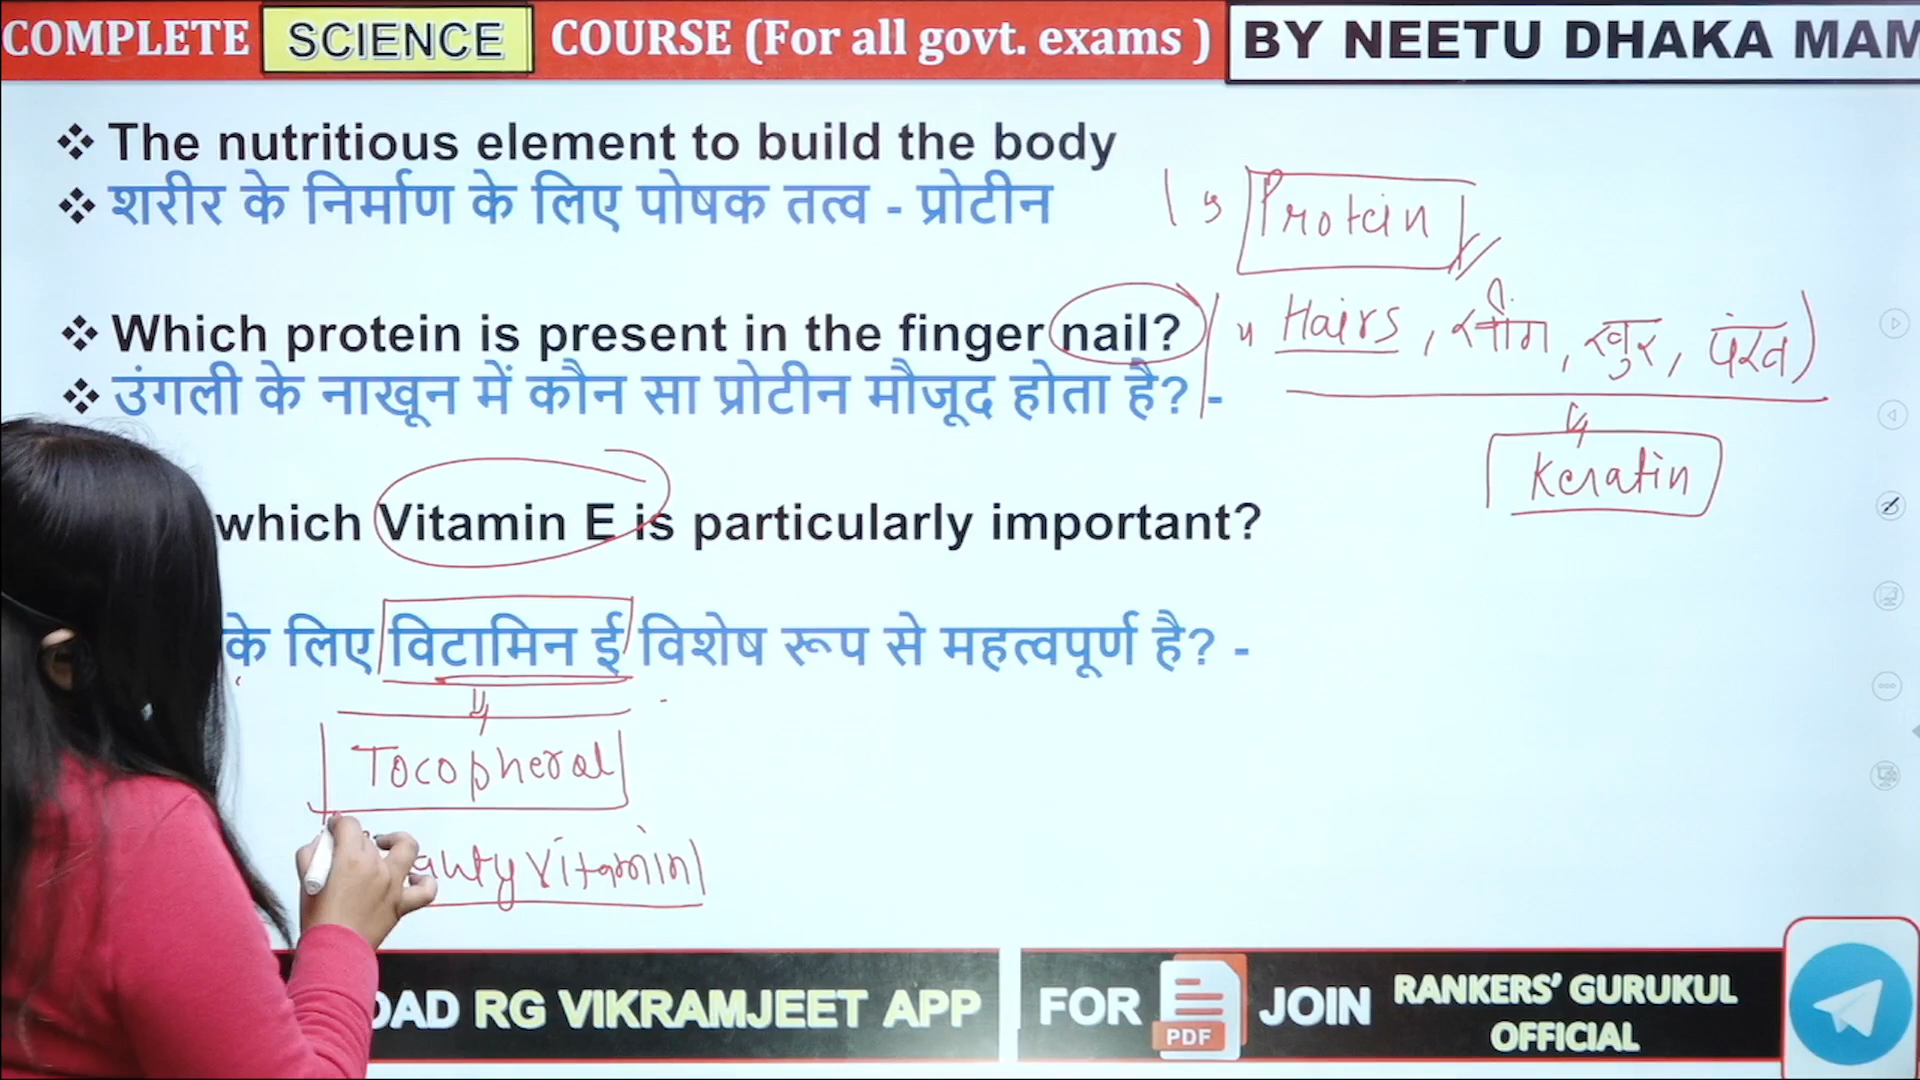 COMPLETE SCIENCE COURSE (For all govt. exams ) BY NEETU DHAKA MAM
❖ The nutritious element to build the body
❖ शरीर के निर्माण के लिए पोषक तत्व - प्रोटीन
Protein
❖ Which protein is present in the finger nail?
Hairs, सींग, खुर, पंख)
❖ उंगली के नाखून में कौन सा प्रोटीन मौजूद होता है? -
Keratin
which Vitamin E is particularly important?
के लिए विटामिन ई विशेष रूप से महत्वपूर्ण है? -
Tocopheral
auty Vitamin
OAD RG VIKRAMJEET APP
FOR PDF JOIN RANKERS’ GURUKUL OFFICIAL